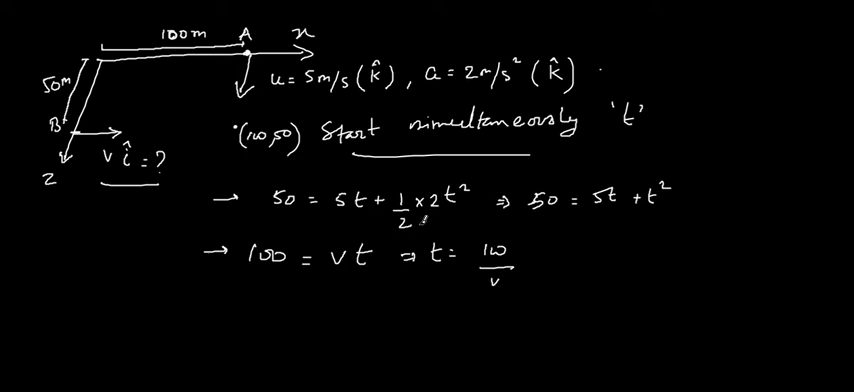 100m A x
50m u = 5m/s (k̂) , a = 2m/s² (k̂) .
B •(100,50) Start simultaneously 't'
v î = ?
z
→ 50 = 5t + 1/2 × 2t² ⇒ 50 = 5t + t²
→ 100 = vt ⇒ t = 100/v